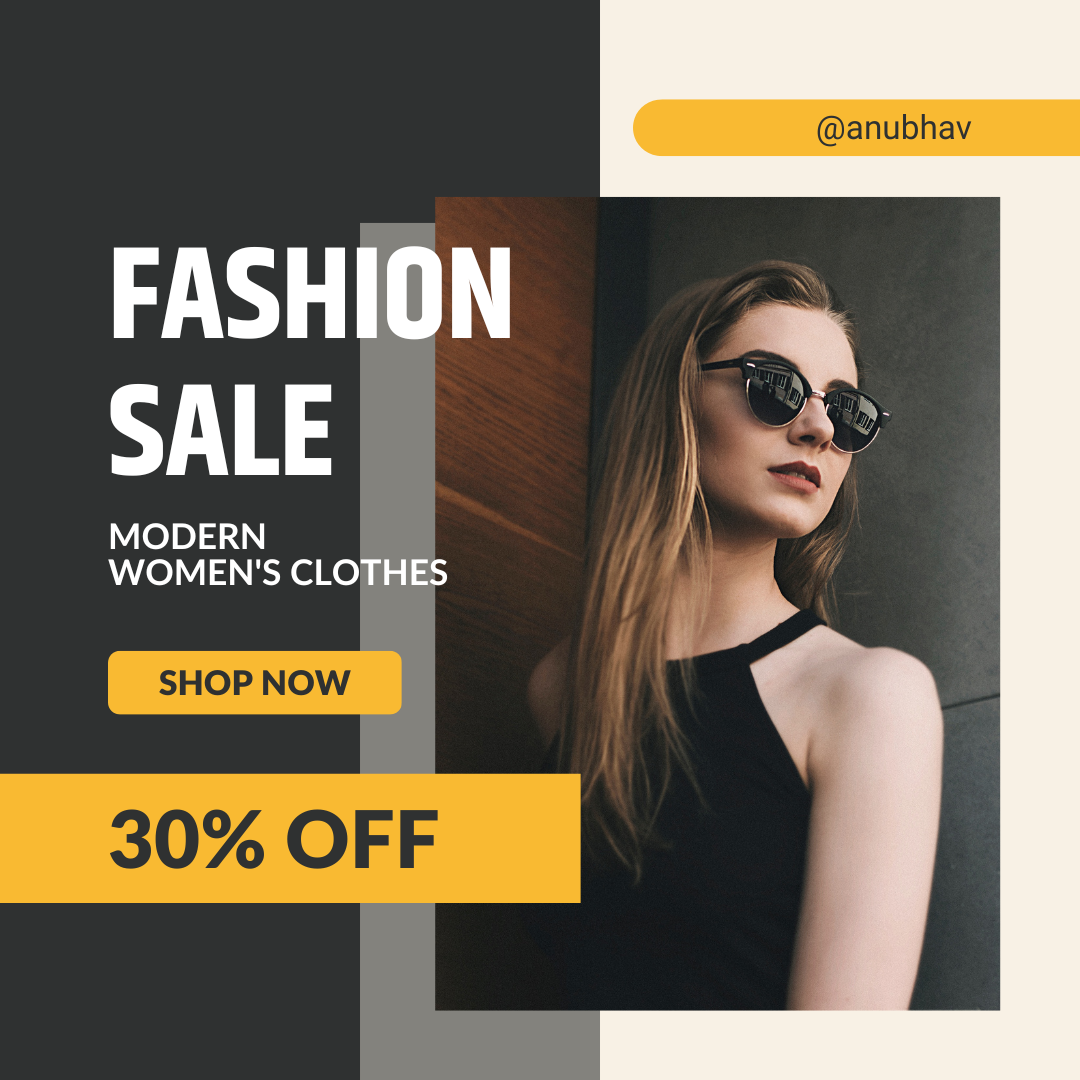 @anubhav
FASHION
SALE
MODERN
WOMEN'S CLOTHES
SHOP NOW
30% OFF